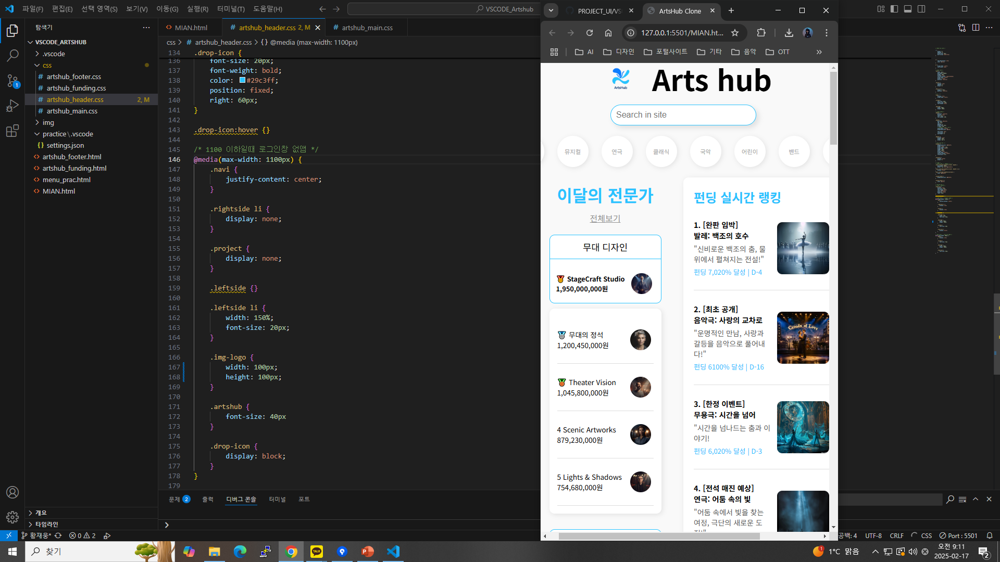 파일(F) 편집(E) 선택 영역(S) 보기(V) 이동(G) 실행(R) 터미널(T) 도움말(H)
VSCODE_Artshub
탐색기
VSCODE_ARTSHUB
.vscode
css
artshub_footer.css
artshub_funding.css
artshub_header.css 2, M
artshub_main.css
img
practice\.vscode
{} settings.json
artshub_footer.html
artshub_funding.html
menu_prac.html
MIAN.html
개요
타임라인
MIAN.html
# artshub_header.css 2, M
# artshub_main.css
css > # artshub_header.css > {} @media (max-width: 1100px)
134 .drop-icon {
136 font-size: 20px;
137 font-weight: bold;
138 color: #29c3ff;
139 position: fixed;
140 right: 60px;
141 }
142
143 .drop-icon:hover {}
144
145 /* 1100 이하일때 로그인창 없앰 */
146 @media(max-width: 1100px) {
147 .navi {
148 justify-content: center;
149 }
150
151 .rightside li {
152 display: none;
153 }
154
155 .project {
156 display: none;
157 }
158
159 .leftside {}
160
161 .leftside li {
162 width: 150%;
163 font-size: 20px;
164 }
165
166 .img-logo {
167 width: 100px;
168 height: 100px;
169 }
170
171 .artshub {
172 font-size: 40px
173 }
174
175 .drop-icon {
176 display: block;
177 }
178 }
179
문제 2 출력 디버그 콘솔 터미널 포트
PROJECT_UI/VS
ArtsHub Clone
127.0.0.1:5501/MIAN.ht...
AI 디자인 포털사이트 기타 음악 OTT
ArtsHub
Arts hub
Search in site
뮤지컬 연극 클래식 국악 어린이 밴드
이달의 전문가
전체보기
무대 디자인
🥇 StageCraft Studio
1,950,000,000원
🥈 무대의 정석
1,200,450,000원
🥉 Theater Vision
1,045,800,000원
4 Scenic Artworks
879,230,000원
5 Lights & Shadows
754,680,000원
펀딩 실시간 랭킹
1. [완판 임박]
발레: 백조의 호수
"신비로운 백조의 춤, 물
위에서 펼쳐지는 전설!"
펀딩 7,020% 달성 | D-4
2. [최초 공개]
음악극: 사랑의 교차로
"운명적인 만남, 사랑과
갈등을 음악으로 풀어내
다!"
펀딩 6100% 달성 | D-16
Croads of Love
3. [한정 이벤트]
무용극: 시간을 넘어
"시간을 넘나드는 춤과 이
야기!
펀딩 6,020% 달성 | D-3
4. [전석 매진 예상]
연극: 어둠 속의 빛
"어둠 속에서 빛을 찾는
여정, 극단의 새로운 도
황재웅* 0 2
공백: 4 UTF-8 CRLF CSS Port : 5501
찾기
TALK
1°C 맑음
오전 9:11
2025-02-17
2